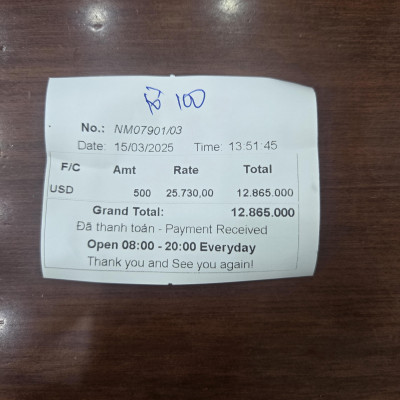 100
No.: NM07901/03
Date: 15/03/2025 Time: 13:51:45
F/C Amt Rate Total
USD 500 25.730,00 12.865.000
Grand Total: 12.865.000
Đã thanh toán - Payment Received
Open 08:00 - 20:00 Everyday
Thank you and See you again!